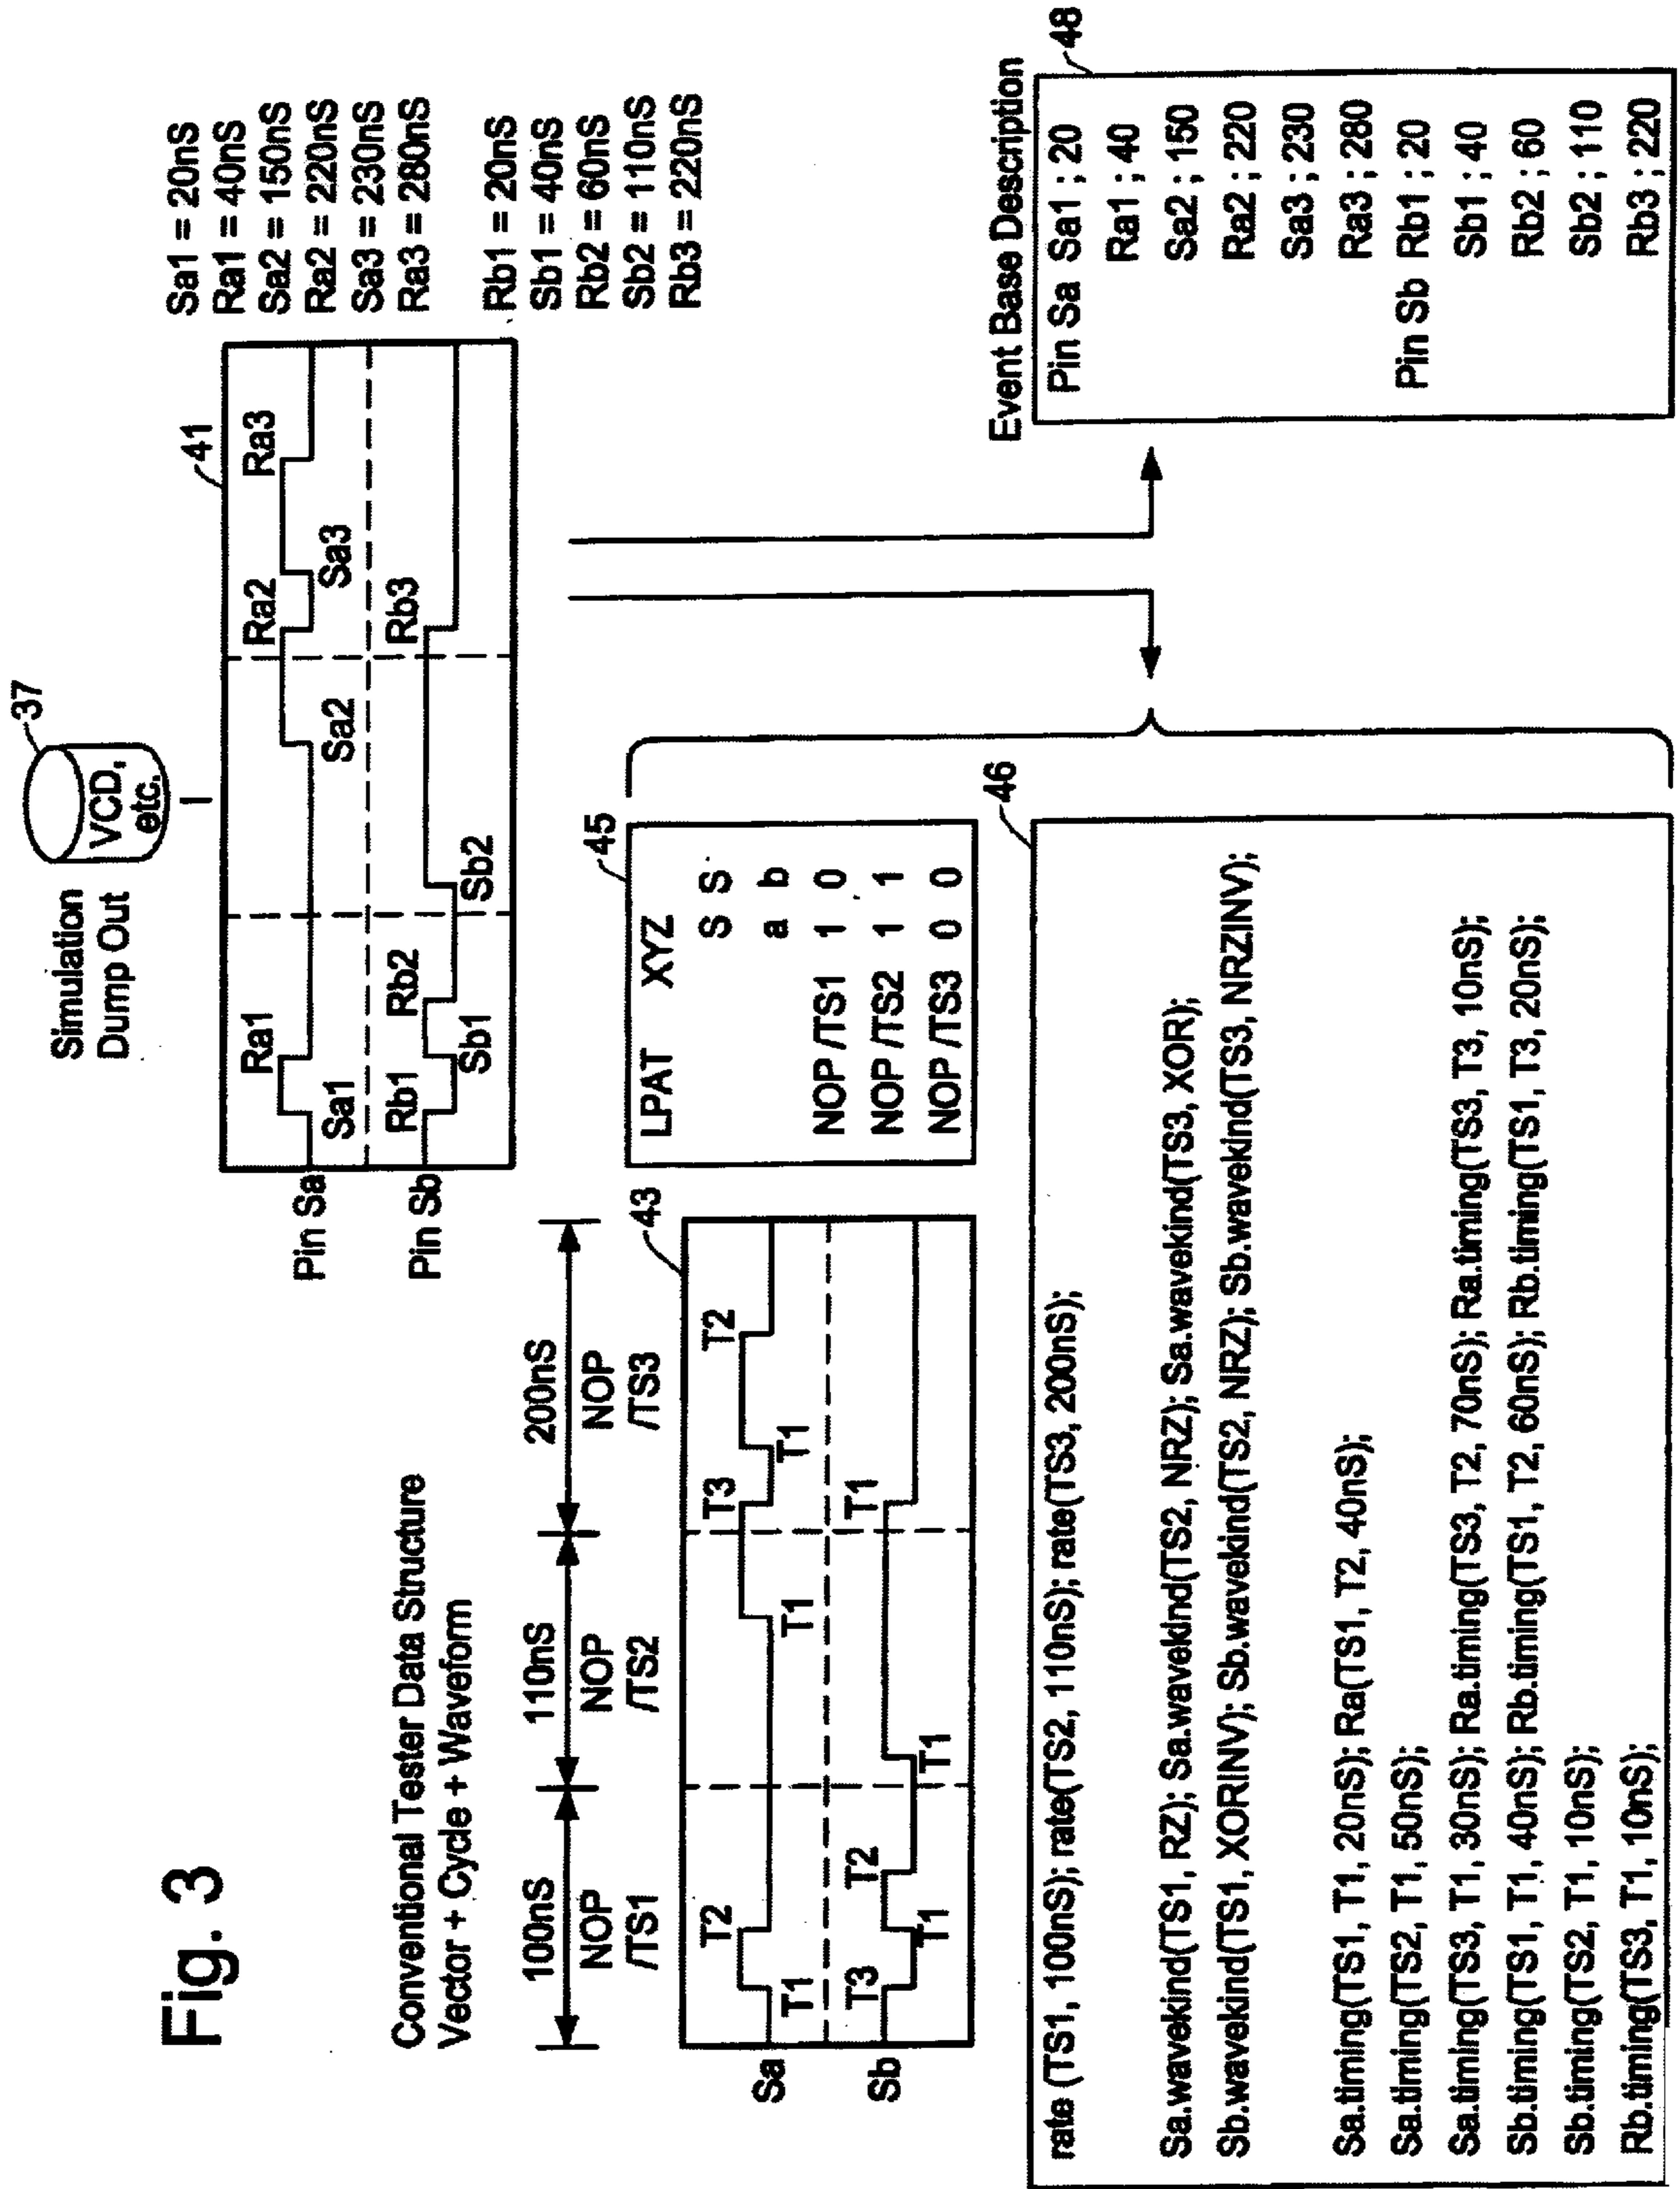 Fig. 3
Simulation
Dump Out
VCD,
etc.
37
41
Pin Sa
Sa1
Ra1
Sa2
Ra2
Sa3
Ra3
Pin Sb
Rb1
Sb1
Rb2
Sb2
Rb3
Sa1 = 20nS
Ra1 = 40nS
Sa2 = 150nS
Ra2 = 220nS
Sa3 = 230nS
Ra3 = 280nS
Rb1 = 20nS
Sb1 = 40nS
Rb2 = 60nS
Sb2 = 110nS
Rb3 = 220nS
Conventional Tester Data Structure
Vector + Cycle + Waveform
100nS 110nS 200nS
NOP NOP NOP
/TS1 /TS2 /TS3
43
Sa
T1 T2 T1 T3 T1 T2
Sb
T3 T1 T2 T1 T1
45
LPAT XYZ
S S
a b
NOP /TS1 1 0
NOP /TS2 1 1
NOP /TS3 0 0
46
rate (TS1, 100nS); rate(TS2, 110nS); rate(TS3, 200nS);
Sa.wavekind(TS1, RZ); Sa.wavekind(TS2, NRZ); Sa.wavekind(TS3, XOR);
Sb.wavekind(TS1, XORINV); Sb.wavekind(TS2, NRZ); Sb.wavekind(TS3, NRZINV);
Sa.timing(TS1, T1, 20nS); Ra(TS1, T2, 40nS);
Sa.timing(TS2, T1, 50nS);
Sa.timing(TS3, T1, 30nS); Ra.timing(TS3, T2, 70nS); Ra.timing(TS3, T3, 10nS);
Sb.timing(TS1, T1, 40nS); Rb.timing(TS1, T2, 60nS); Rb.timing(TS1, T3, 20nS);
Sb.timing(TS2, T1, 10nS);
Rb.timing(TS3, T1, 10nS);
Event Base Description
48
Pin Sa Sa1 ; 20
Ra1 ; 40
Sa2 ; 150
Ra2 ; 220
Sa3 ; 230
Ra3 ; 280
Pin Sb Rb1 ; 20
Sb1 ; 40
Rb2 ; 60
Sb2 ; 110
Rb3 ; 220